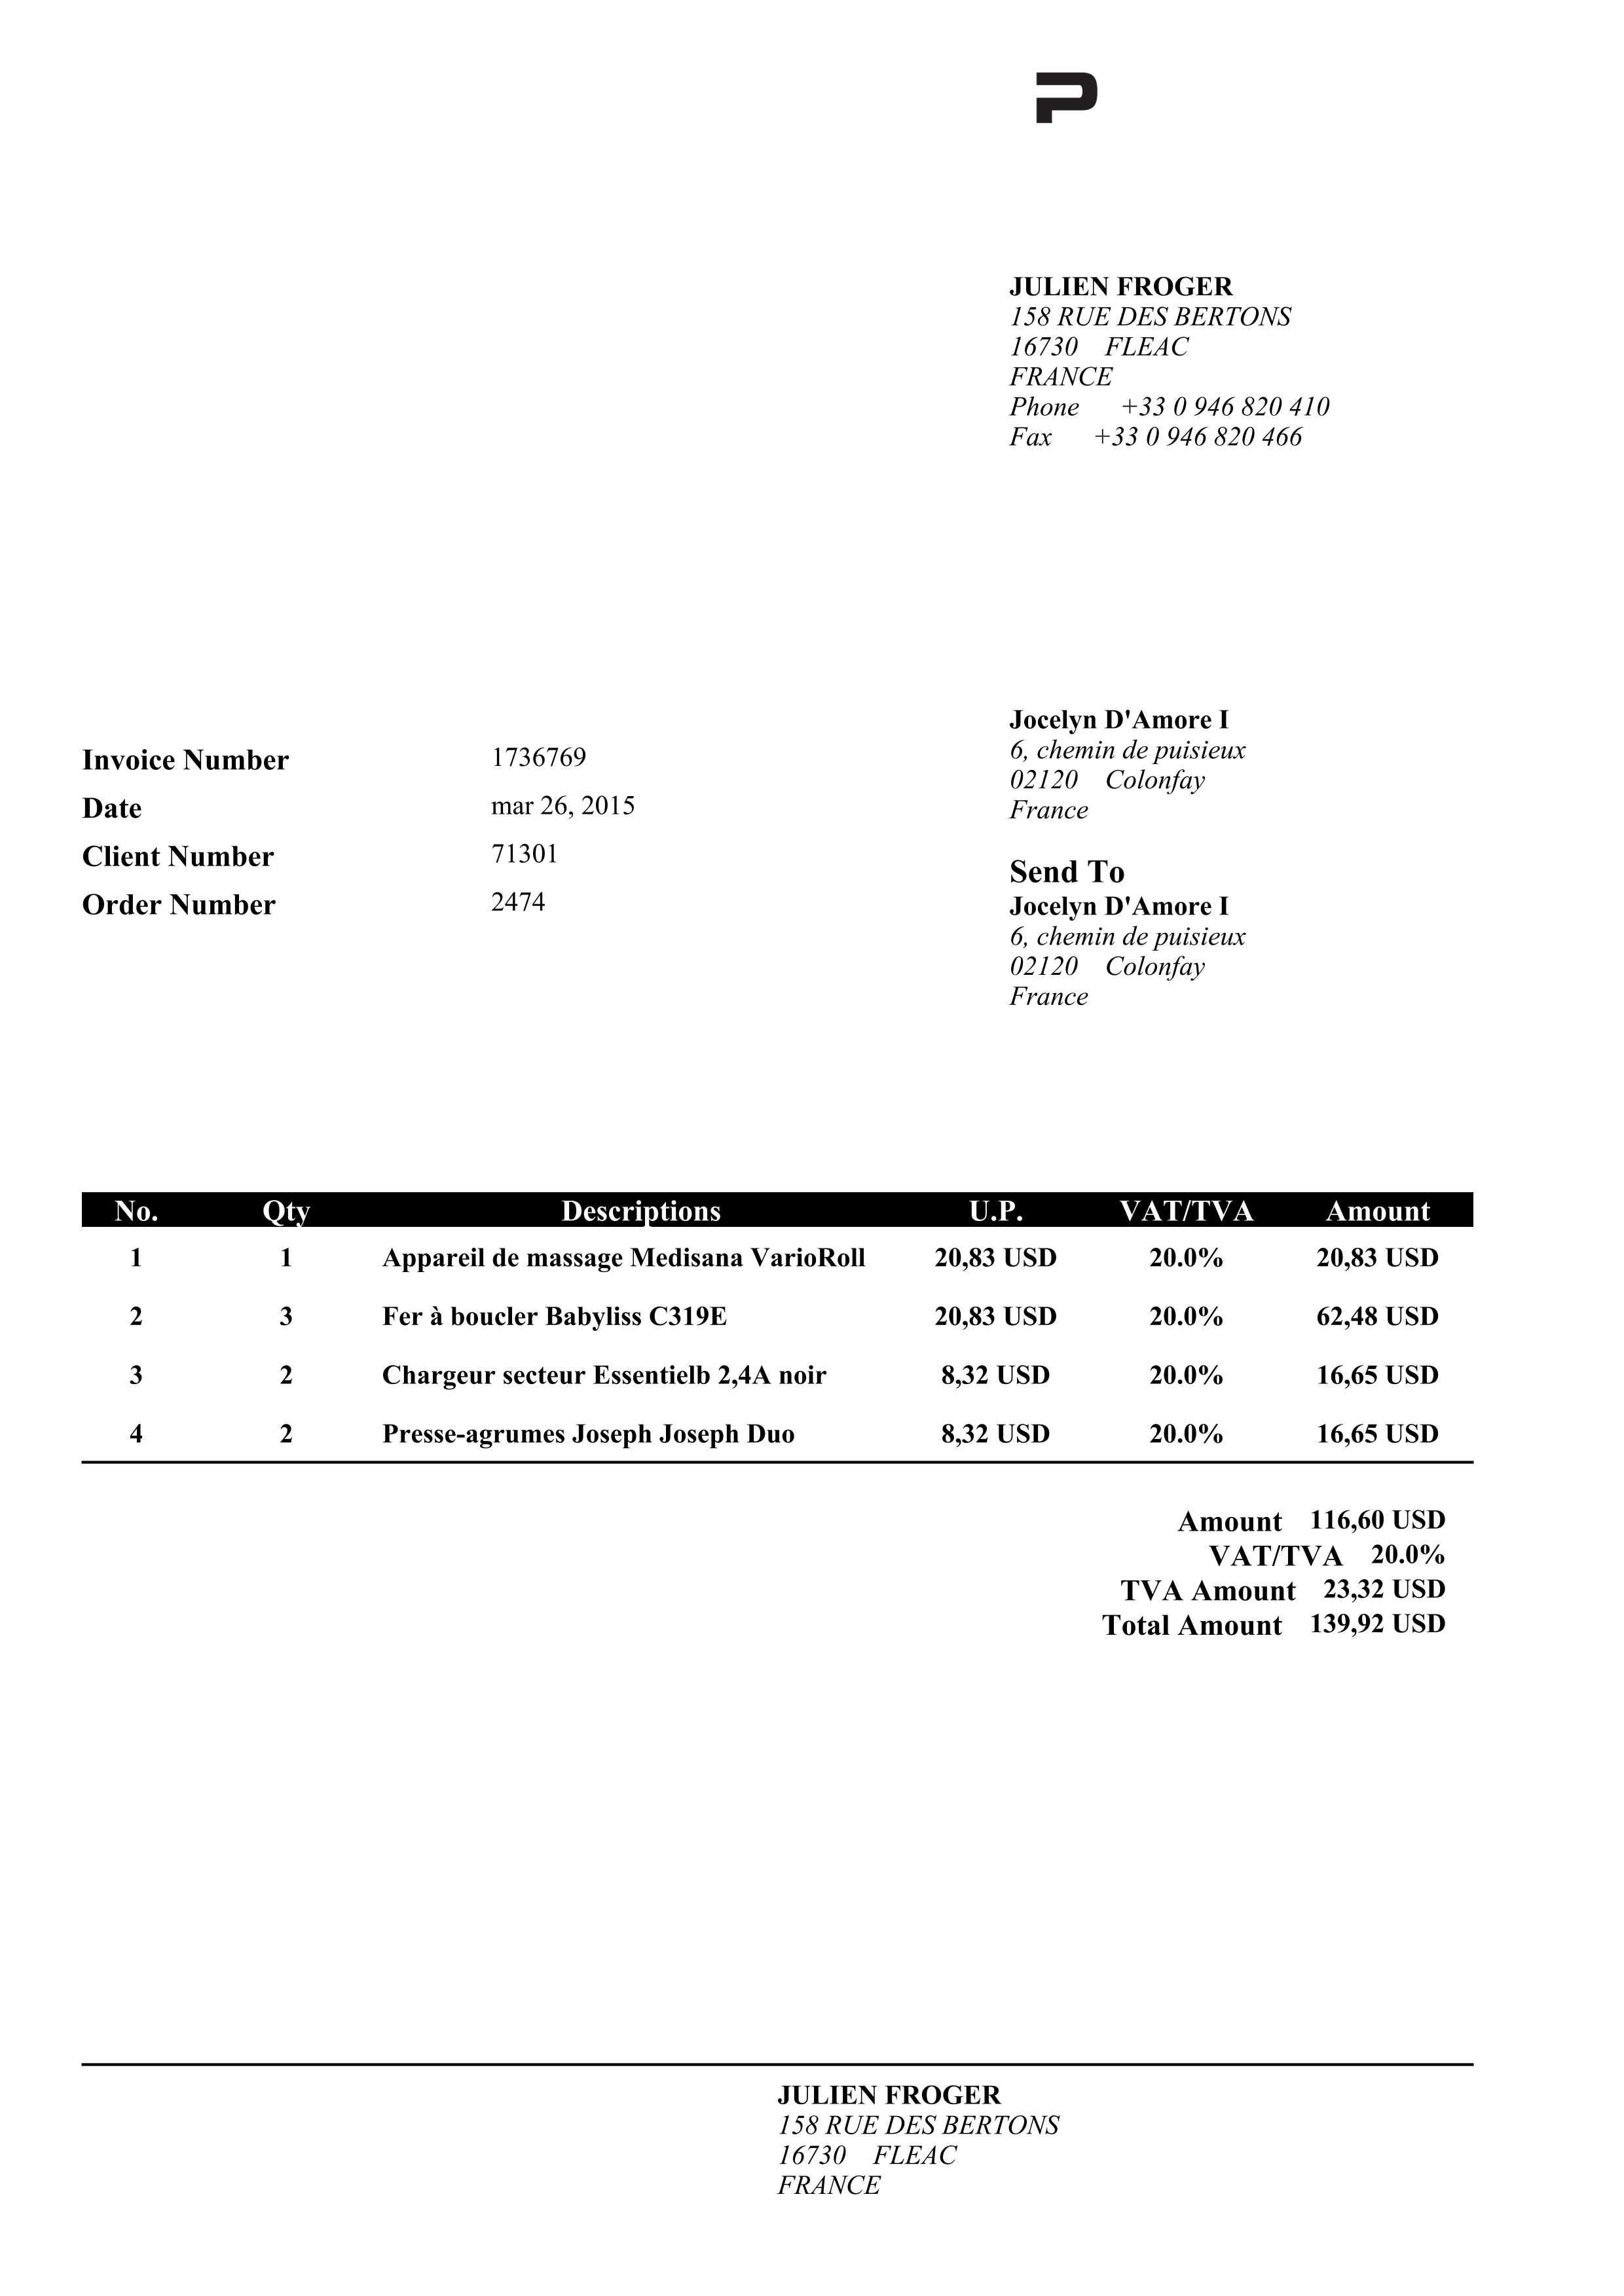 P
JULIEN FROGER
158 RUE DES BERTONS
16730 FLEAC
FRANCE
Phone +33 0 946 820 410
Fax +33 0 946 820 466
Invoice Number 1736769
Date mar 26, 2015
Client Number 71301
Order Number 2474
Jocelyn D'Amore I
6, chemin de puisieux
02120 Colonfay
France
Send To
Jocelyn D'Amore I
6, chemin de puisieux
02120 Colonfay
France
No. Qty Descriptions U.P. VAT/TVA Amount
1 1 Appareil de massage Medisana VarioRoll 20,83 USD 20.0% 20,83 USD
2 3 Fer à boucler Babyliss C319E 20,83 USD 20.0% 62,48 USD
3 2 Chargeur secteur Essentielb 2,4A noir 8,32 USD 20.0% 16,65 USD
4 2 Presse-agrumes Joseph Joseph Duo 8,32 USD 20.0% 16,65 USD
Amount 116,60 USD
VAT/TVA 20.0%
TVA Amount 23,32 USD
Total Amount 139,92 USD
JULIEN FROGER
158 RUE DES BERTONS
16730 FLEAC
FRANCE